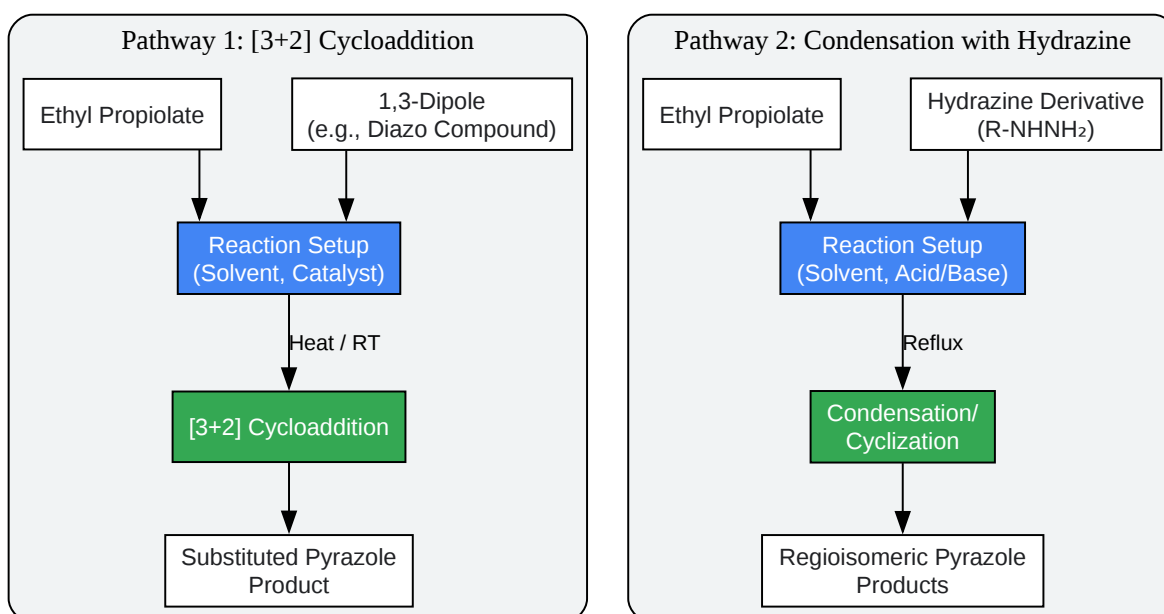 Pathway 1: [3+2] Cycloaddition
Ethyl Propiolate
1,3-Dipole
(e.g., Diazo Compound)
Reaction Setup
(Solvent, Catalyst)
Heat / RT
[3+2] Cycloaddition
Substituted Pyrazole
Product
Pathway 2: Condensation with Hydrazine
Ethyl Propiolate
Hydrazine Derivative
(R-NHNH₂)
Reaction Setup
(Solvent, Acid/Base)
Reflux
Condensation/
Cyclization
Regioisomeric Pyrazole
Products